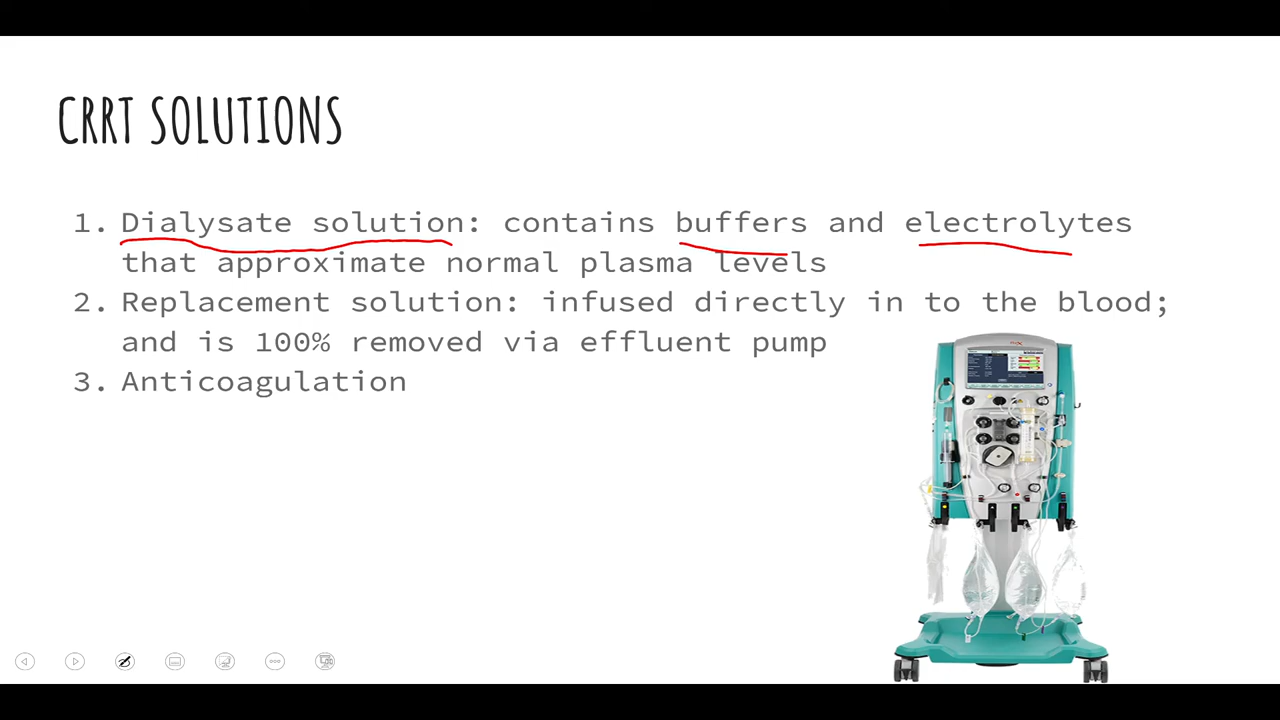 CRRT SOLUTIONS
1. Dialysate solution: contains buffers and electrolytes
that approximate normal plasma levels
2. Replacement solution: infused directly in to the blood;
and is 100% removed via effluent pump
3. Anticoagulation